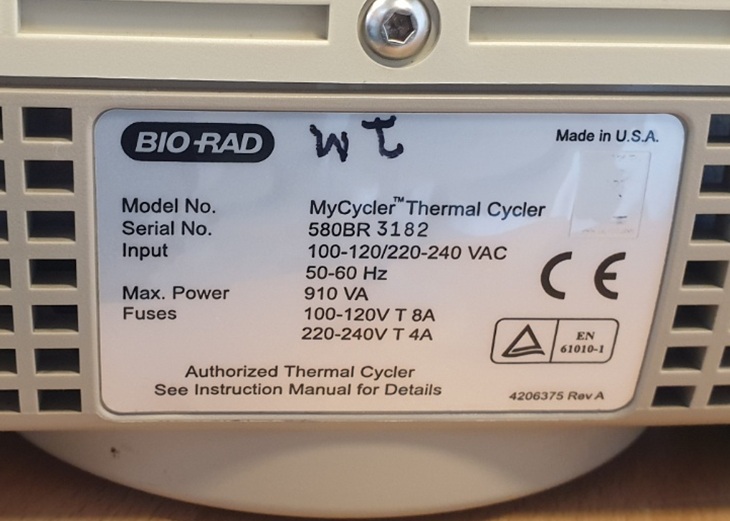 BIO-RAD
Made in U.S.A.
Model No. MyCycler™ Thermal Cycler
Serial No. 580BR 3182
Input 100-120/220-240 VAC
50-60 Hz
Max. Power 910 VA
Fuses 100-120V T 8A
220-240V T 4A
CE
EN
61010-1
Authorized Thermal Cycler
See Instruction Manual for Details
4206375 Rev A